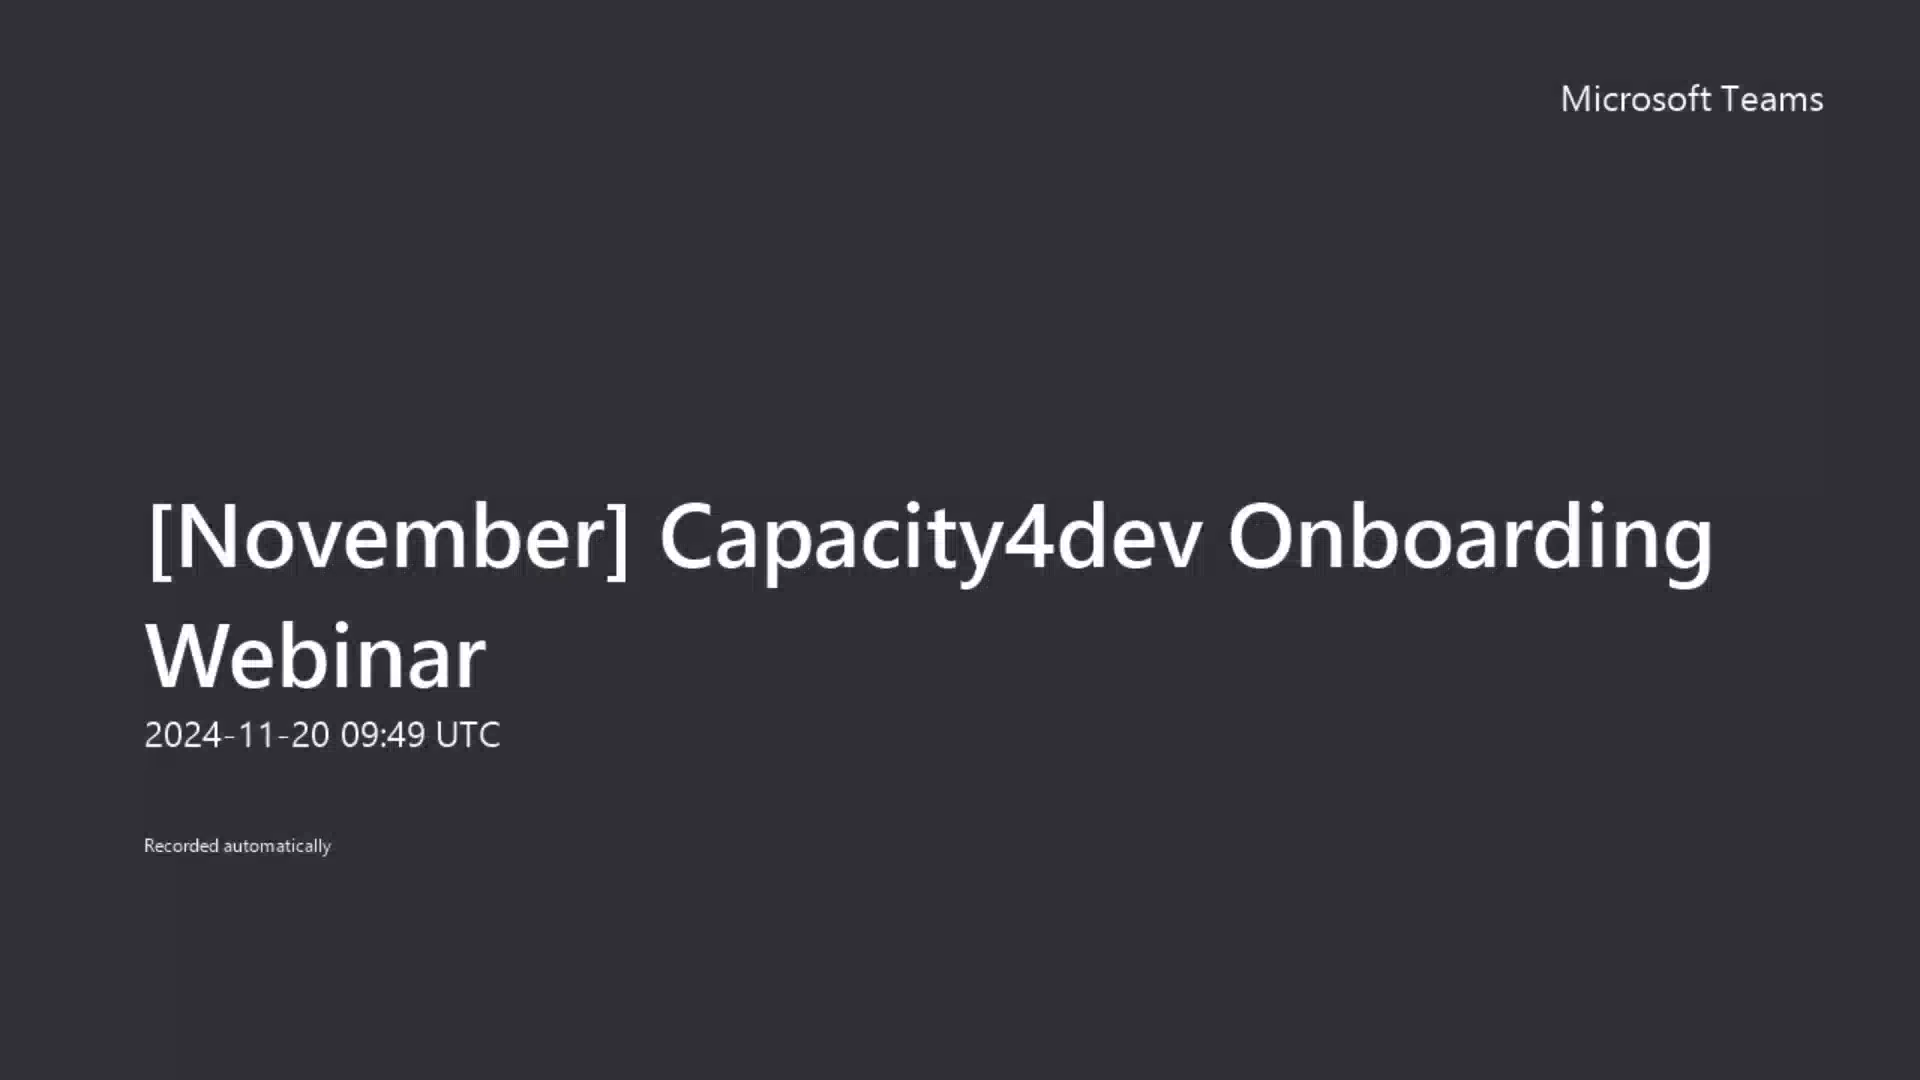 Microsoft Teams
[November] Capacity4dev Onboarding
Webinar
2024-11-20 09:49 UTC
Recorded automatically